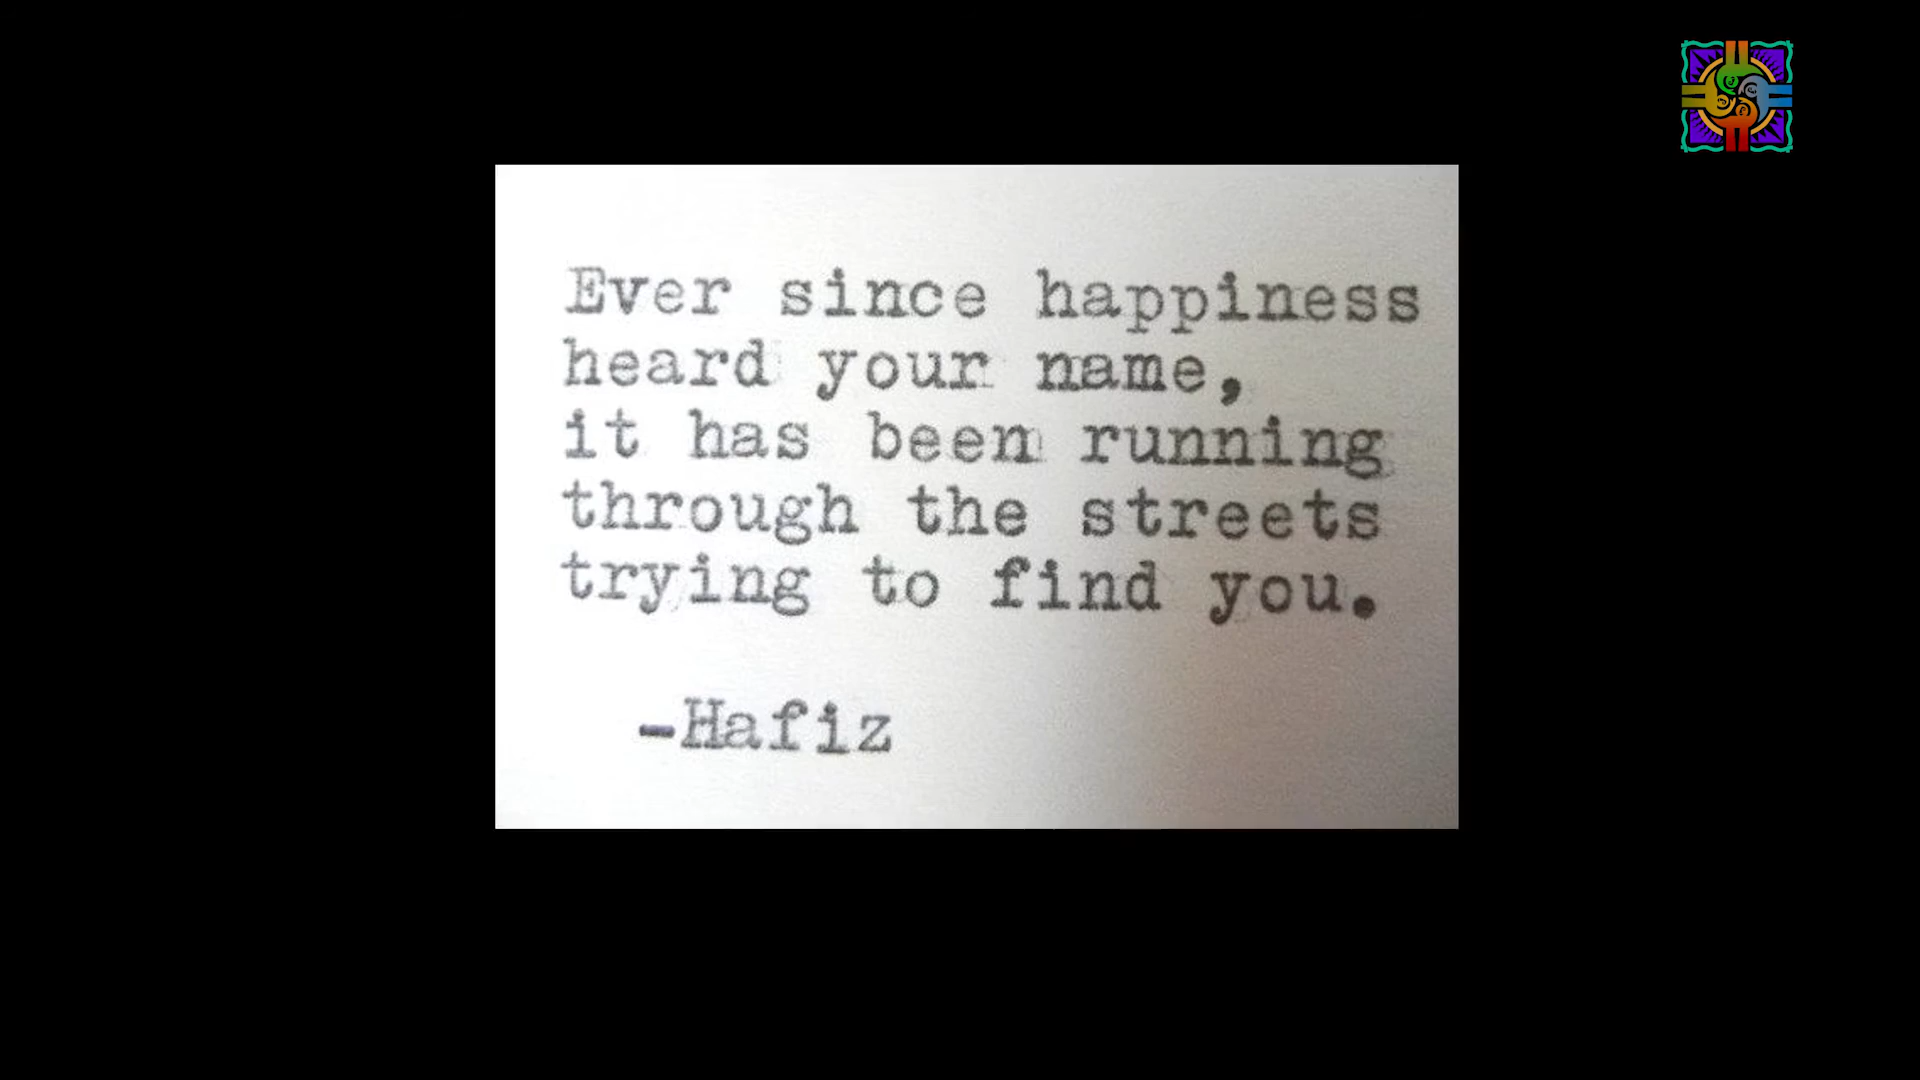 Ever since happiness
heard your name,
it has been running
through the streets
trying to find you.
-Hafiz